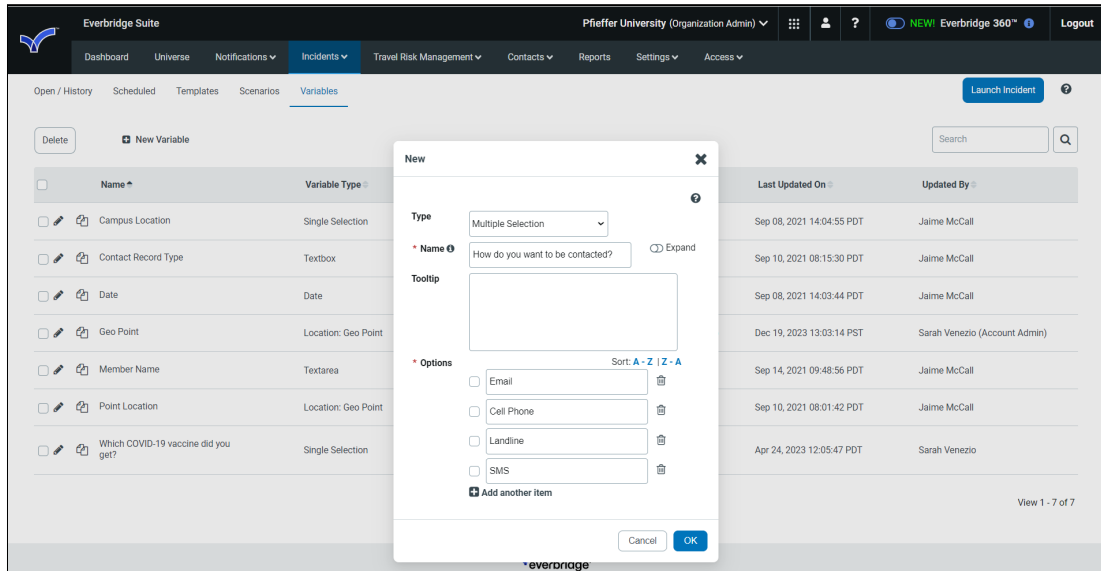 Everbridge Suite
Pfieffer University (Organization Admin)
?
NEW! Everbridge 360™
Logout
Dashboard Universe Notifications Incidents Travel Risk Management Contacts Reports Settings Access
Open / History Scheduled Templates Scenarios Variables
Launch Incident
Delete
New Variable
Search
Name Variable Type Last Updated On Updated By
Campus Location Single Selection Sep 08, 2021 14:04:55 PDT Jaime McCall
Contact Record Type Textbox Sep 10, 2021 08:15:30 PDT Jaime McCall
Date Date Sep 08, 2021 14:03:44 PDT Jaime McCall
Geo Point Location: Geo Point Dec 19, 2023 13:03:14 PST Sarah Venezio (Account Admin)
Member Name Textarea Sep 14, 2021 09:48:56 PDT Jaime McCall
Point Location Location: Geo Point Sep 10, 2021 08:01:42 PDT Jaime McCall
Which COVID-19 vaccine did you
get?
Single Selection Apr 24, 2023 12:05:47 PDT Sarah Venezio
View 1 - 7 of 7
New
Type Multiple Selection
* Name How do you want to be contacted? Expand
Tooltip
* Options Sort: A - Z | Z - A
Email
Cell Phone
Landline
SMS
Add another item
Cancel OK
everbridge